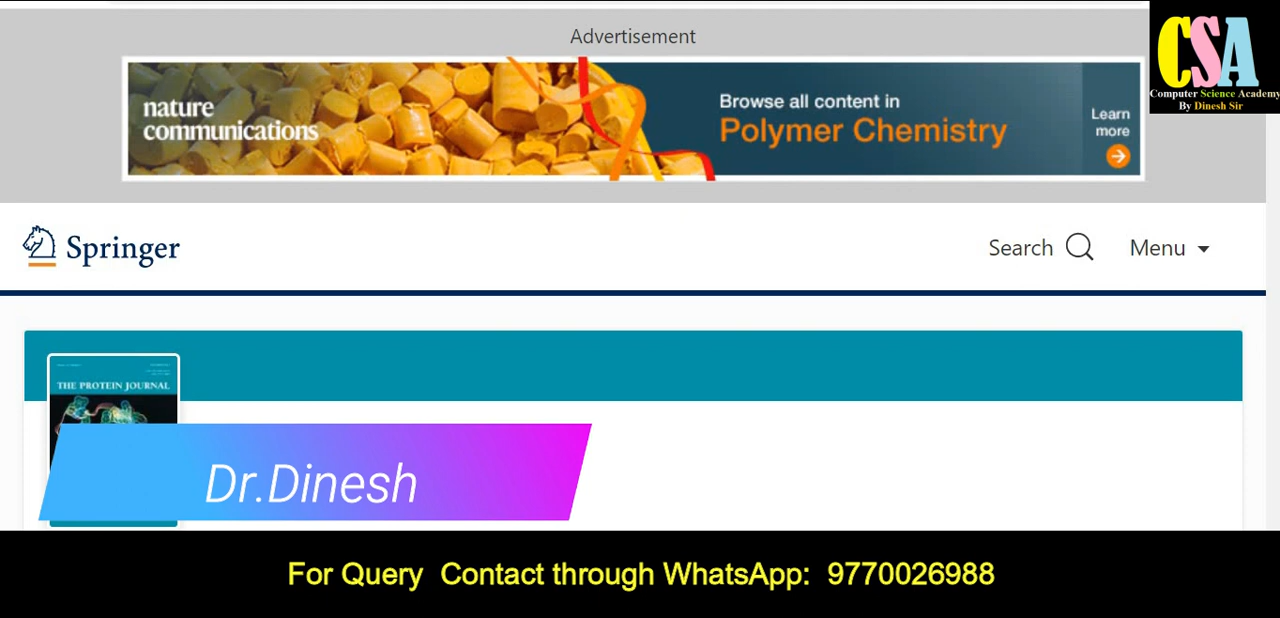 Advertisement
CSA
Computer Science Academy
By Dinesh Sir
nature
communications
Browse all content in
Polymer Chemistry
Learn
more
Springer
Search
Menu
THE PROTEIN JOURNAL
Dr.Dinesh
For Query Contact through WhatsApp: 9770026988